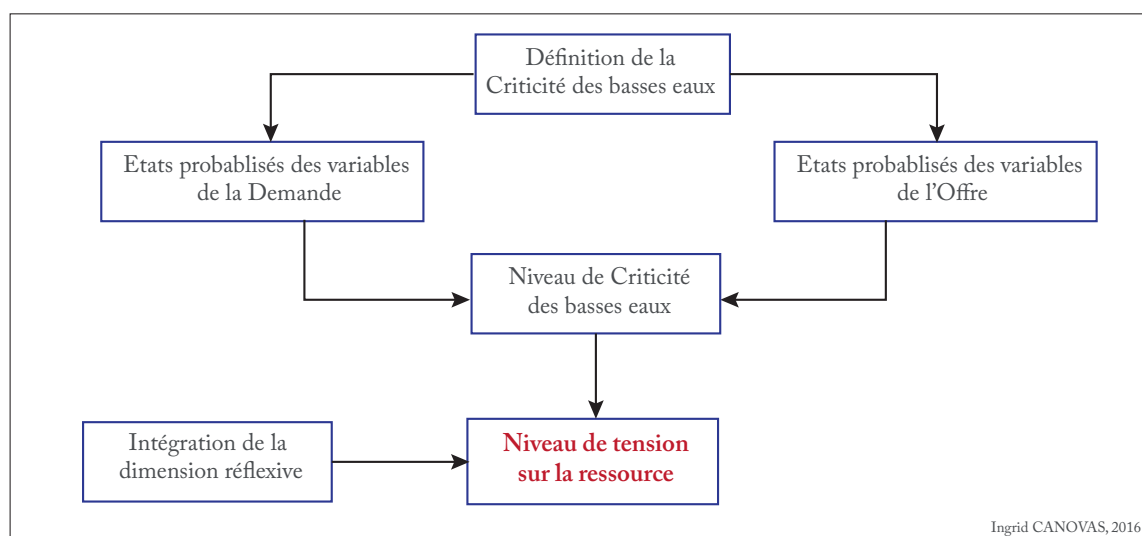 Définition de la
Criticité des basses eaux
Etats probablisés des variables
de la Demande
Etats probablisés des variables
de l’Offre
Niveau de Criticité
des basses eaux
Intégration de la
dimension réflexive
Niveau de tension
sur la ressource
Ingrid CANOVAS, 2016